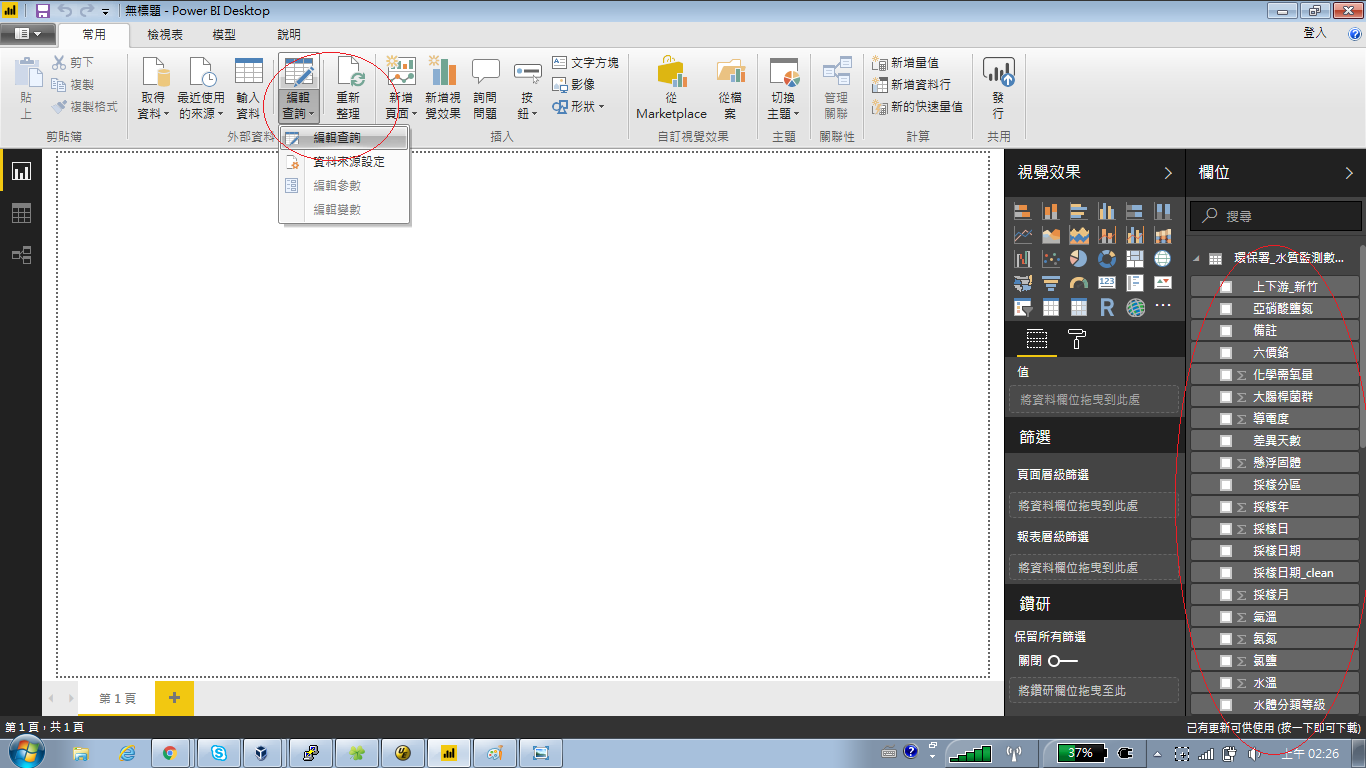 無標題 - Power BI Desktop
常用 檢視表 模型 說明 登入
貼上
剪下
複製
複製格式
剪貼簿
取得資料
最近使用的來源
輸入資料
編輯查詢
重新整理
外部資料
新增頁面
新增視覺效果
詢問問題
按鈕
文字方塊
影像
形狀
插入
從 Marketplace
從檔案
自訂視覺效果
切換主題
主題
管理關聯
關聯性
新增量值
新增資料行
新的快速量值
計算
發行
共用
編輯查詢
資料來源設定
編輯參數
編輯變數
視覺效果
123
R
值
將資料欄位拖曳到此處
篩選
頁面層級篩選
將資料欄位拖曳到此處
報表層級篩選
將資料欄位拖曳到此處
鑽研
保留所有篩選
關閉
將鑽研欄位拖曳至此
欄位
搜尋
環保署_水質監測數...
上下游_新竹
亞硝酸鹽氮
備註
六價鉻
Σ 化學需氧量
Σ 大腸桿菌群
Σ 導電度
差異天數
Σ 懸浮固體
採樣分區
Σ 採樣年
Σ 採樣日
採樣日期
採樣日期_clean
Σ 採樣月
Σ 氣溫
Σ 氨氮
Σ 氯鹽
Σ 水溫
水體分類等級
第 1 頁
第 1 頁，共 1 頁
已有更新可供使用 (按一下即可下載)
37%
上午 02:26